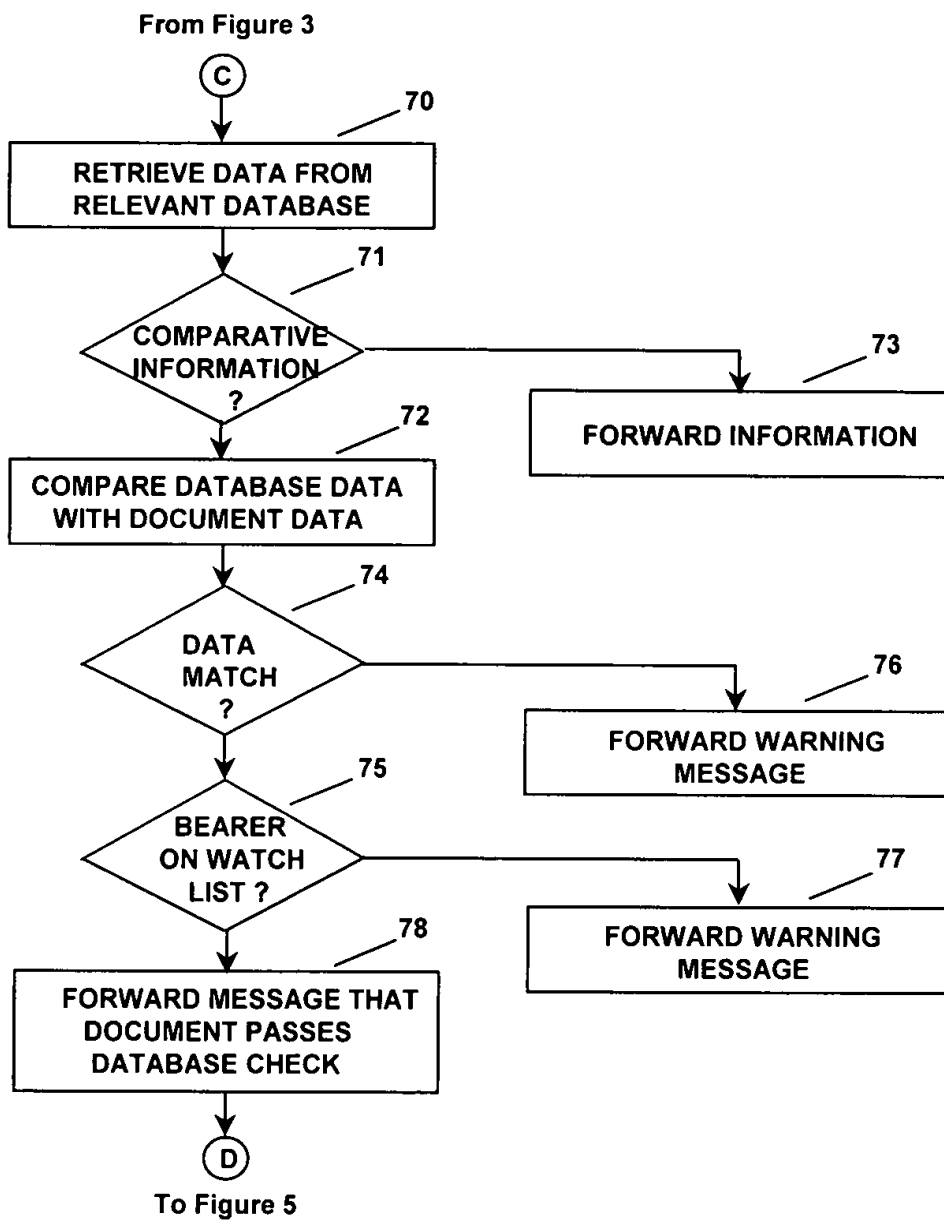 From Figure 3
C
70
RETRIEVE DATA FROM
RELEVANT DATABASE
71
COMPARATIVE
INFORMATION
?
73
FORWARD INFORMATION
72
COMPARE DATABASE DATA
WITH DOCUMENT DATA
74
DATA
MATCH
?
76
FORWARD WARNING
MESSAGE
75
BEARER
ON WATCH
LIST ?
77
FORWARD WARNING
MESSAGE
78
FORWARD MESSAGE THAT
DOCUMENT PASSES
DATABASE CHECK
D
To Figure 5